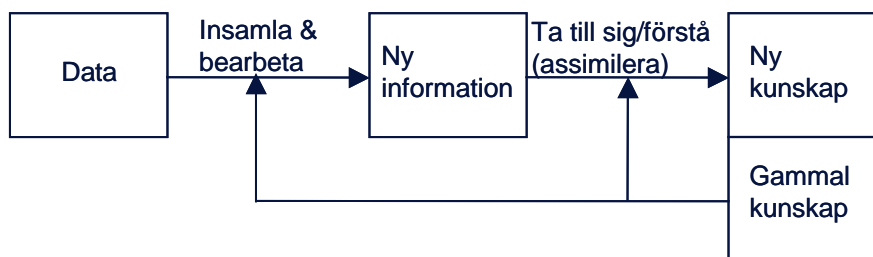 Data
Insamla &
bearbeta
Ny
information
Ta till sig/förstå
(assimilera)
Ny
kunskap
Gammal
kunskap